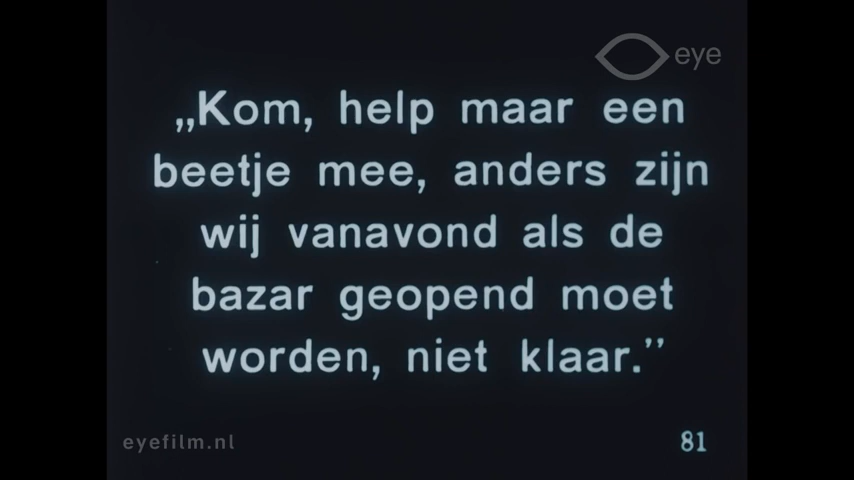 eye
„Kom, help maar een
beetje mee, anders zijn
wij vanavond als de
bazar geopend moet
worden, niet klaar.”
eyefilm.nl
81